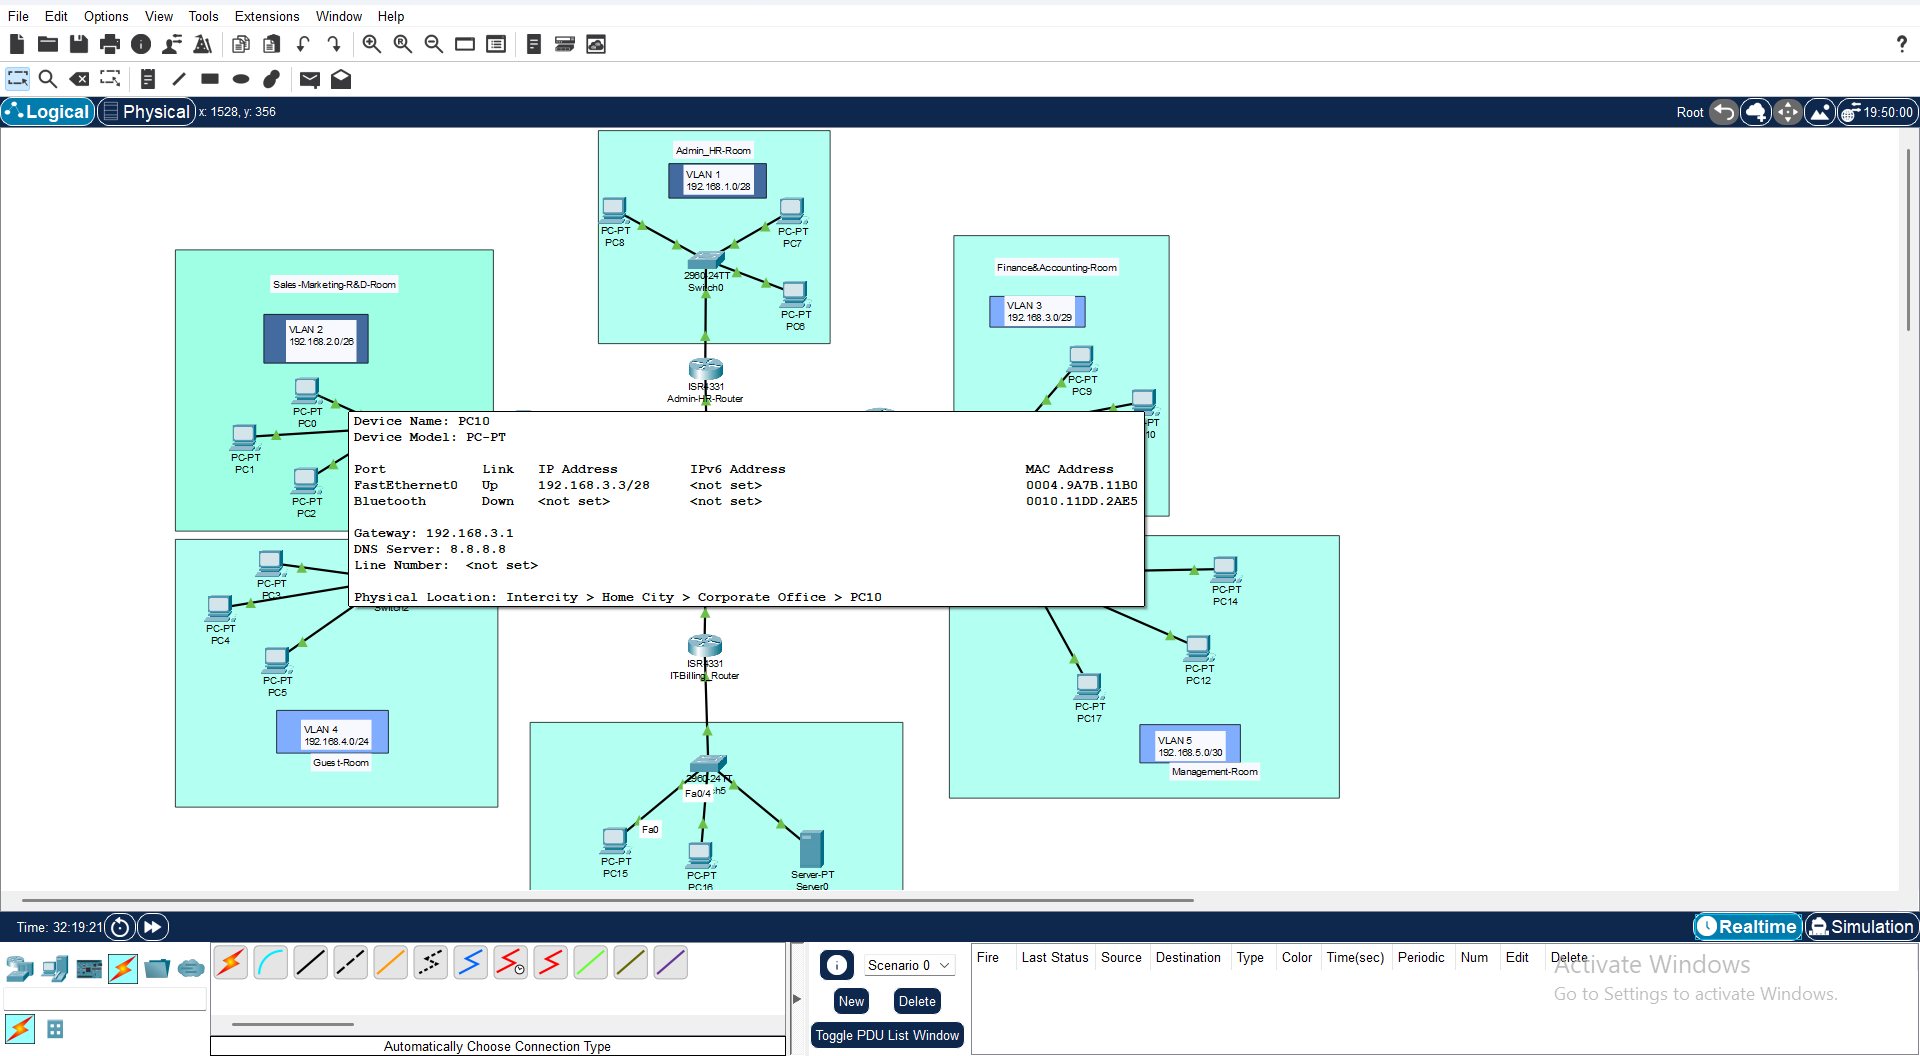 File Edit Options View Tools Extensions Window Help
?
Logical Physical x: 1528, y: 356
Root 19:50:00
Admin_HR-Room
VLAN 1
192.168.1.0/28
PC-PT
PC8
PC-PT
PC7
2960-24TT
Switch0
PC-PT
PC6
ISR4331
Admin-HR-Router
Sales-Marketing-R&D-Room
VLAN 2
192.168.2.0/26
PC-PT
PC0
PC-PT
PC1
PC-PT
PC2
Finance&Accounting-Room
VLAN 3
192.168.3.0/29
PC-PT
PC9
-PT
10
Device Name: PC10
Device Model: PC-PT
Port Link IP Address IPv6 Address MAC Address
FastEthernet0 Up 192.168.3.3/28 <not set> 0004.9A7B.11B0
Bluetooth Down <not set> <not set> 0010.11DD.2AE5
Gateway: 192.168.3.1
DNS Server: 8.8.8.8
Line Number: <not set>
Physical Location: Intercity > Home City > Corporate Office > PC10
PC-PT
PC3
Switch2
PC-PT
PC4
PC-PT
PC5
VLAN 4
192.168.4.0/24
Guest-Room
ISR4331
IT-Billing_Router
PC-PT
PC14
PC-PT
PC12
PC-PT
PC17
VLAN 5
192.168.5.0/30
Management-Room
2960-24TT
Fa0/4 h5
Fa0
PC-PT
PC15
PC-PT
PC16
Server-PT
Server0
Time: 32:19:21
Realtime Simulation
Scenario 0
New Delete
Toggle PDU List Window
Automatically Choose Connection Type
Fire Last Status Source Destination Type Color Time(sec) Periodic Num Edit Delete
Activate Windows
Go to Settings to activate Windows.